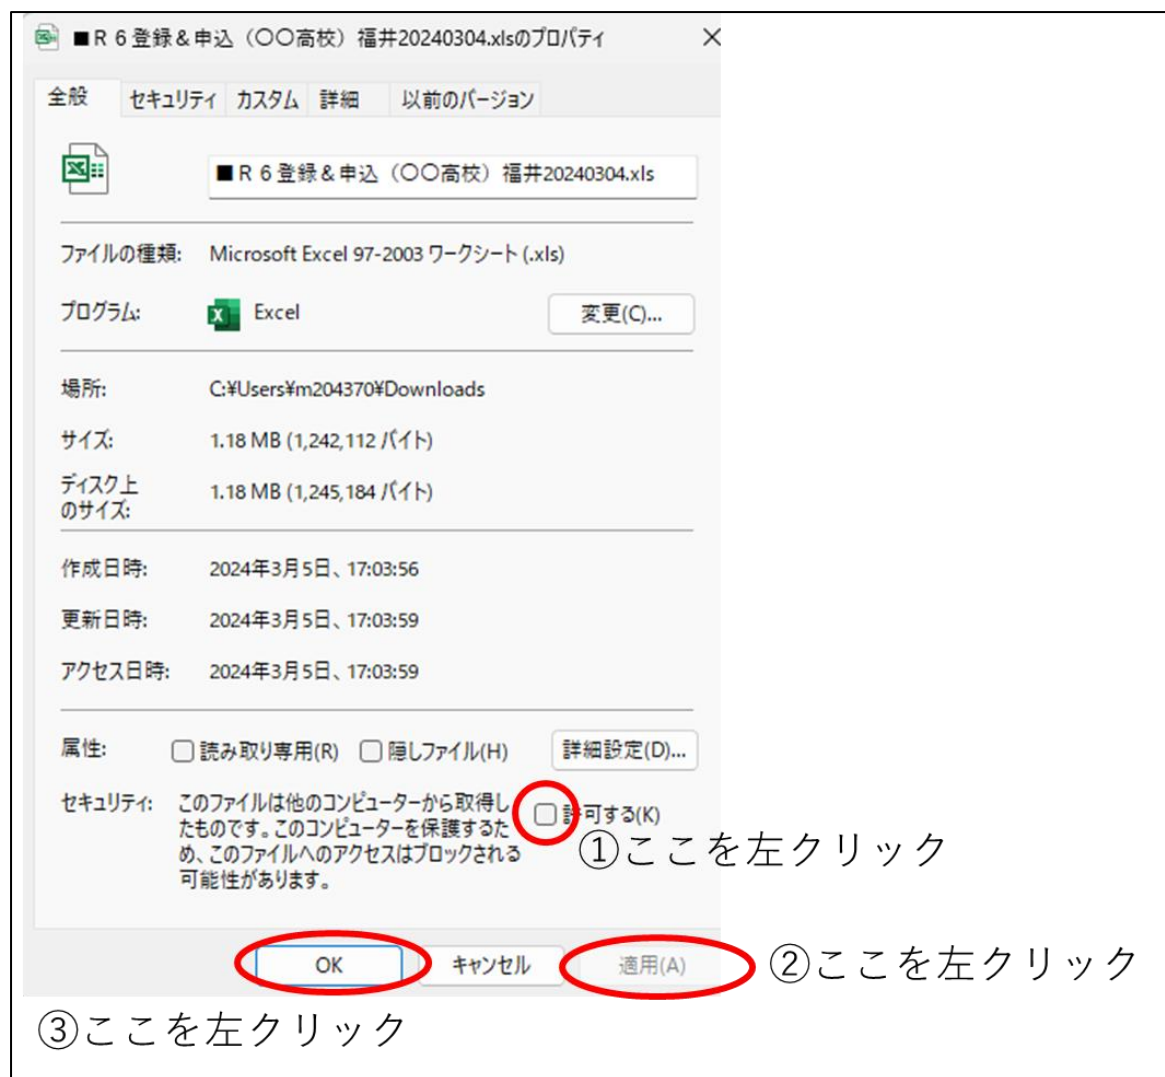 ■R６登録＆申込（〇〇高校）福井20240304.xlsのプロパティ
全般 セキュリティ カスタム 詳細 以前のバージョン
■R６登録＆申込（〇〇高校）福井20240304.xls
ファイルの種類: Microsoft Excel 97-2003 ワークシート (.xls)
プログラム: Excel 変更(C)...
場所: C:¥Users¥m204370¥Downloads
サイズ: 1.18 MB (1,242,112 バイト)
ディスク上
のサイズ: 1.18 MB (1,245,184 バイト)
作成日時: 2024年3月5日、17:03:56
更新日時: 2024年3月5日、17:03:59
アクセス日時: 2024年3月5日、17:03:59
属性: 読み取り専用(R) 隠しファイル(H) 詳細設定(D)...
セキュリティ: このファイルは他のコンピューターから取得し
たものです。このコンピューターを保護するた
め、このファイルへのアクセスはブロックされる
可能性があります。
許可する(K)
①ここを左クリック
OK キャンセル 適用(A)
②ここを左クリック
③ここを左クリック